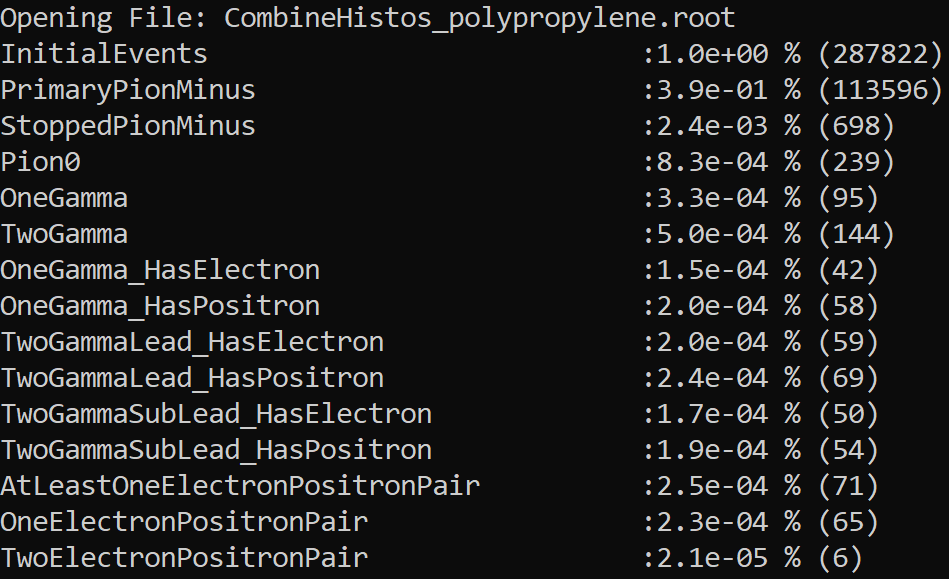 Opening File: CombineHistos_polypropylene.root
InitialEvents :1.0e+00 % (287822)
PrimaryPionMinus :3.9e-01 % (113596)
StoppedPionMinus :2.4e-03 % (698)
Pion0 :8.3e-04 % (239)
OneGamma :3.3e-04 % (95)
TwoGamma :5.0e-04 % (144)
OneGamma_HasElectron :1.5e-04 % (42)
OneGamma_HasPositron :2.0e-04 % (58)
TwoGammaLead_HasElectron :2.0e-04 % (59)
TwoGammaLead_HasPositron :2.4e-04 % (69)
TwoGammaSubLead_HasElectron :1.7e-04 % (50)
TwoGammaSubLead_HasPositron :1.9e-04 % (54)
AtLeastOneElectronPositronPair :2.5e-04 % (71)
OneElectronPositronPair :2.3e-04 % (65)
TwoElectronPositronPair :2.1e-05 % (6)